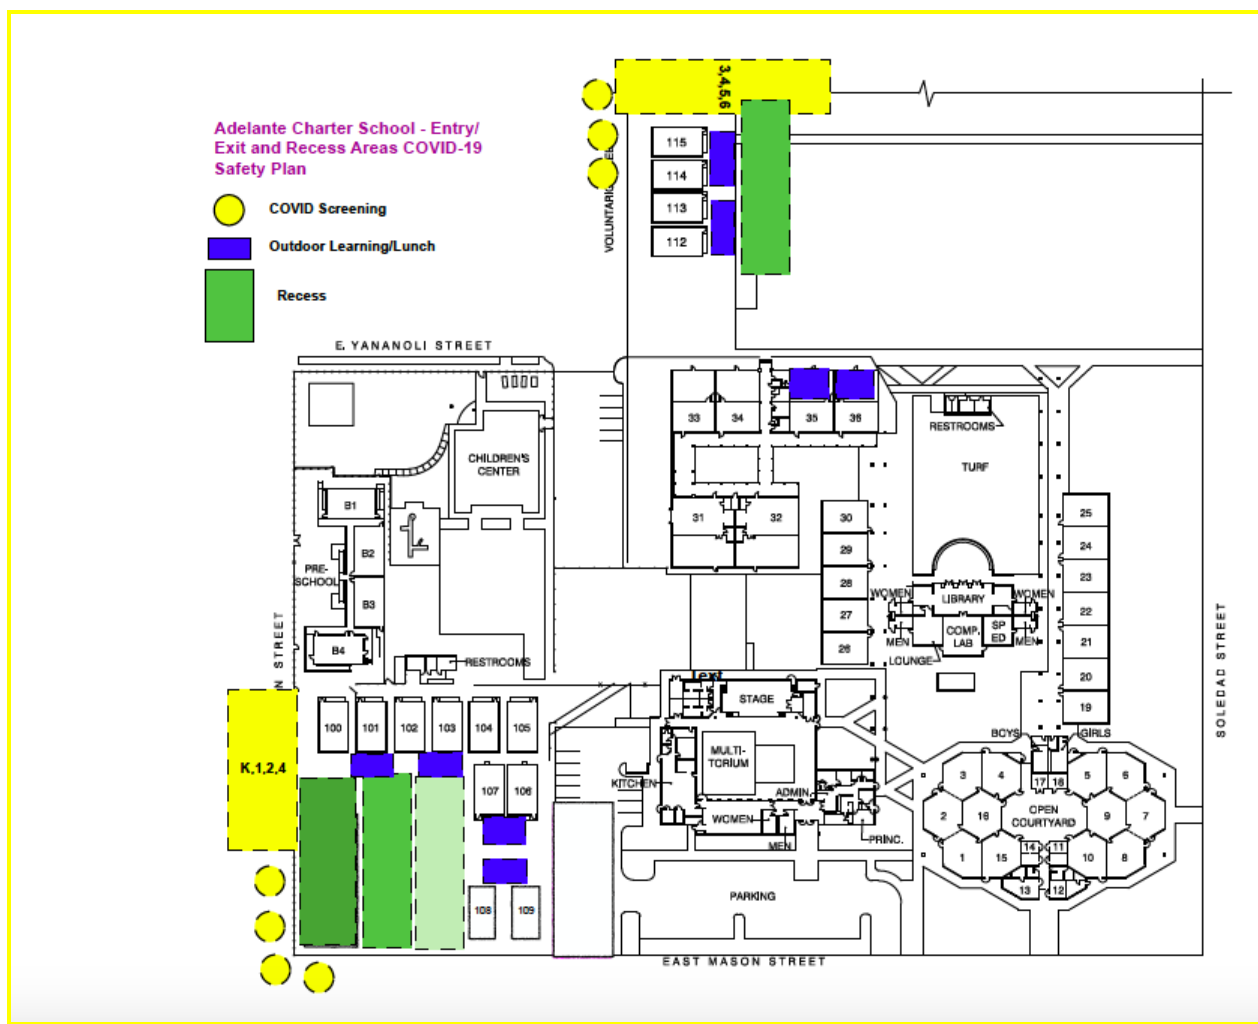 3,4,5,6
Adelante Charter School - Entry/
Exit and Recess Areas COVID-19
Safety Plan
COVID Screening
Outdoor Learning/Lunch
Recess
115
114
113
112
E. YANANOLI STREET
33
34
35
36
RESTROOMS
TURF
CHILDREN'S
CENTER
B1
B2
PRE-
SCHOOL
B3
B4
RESTROOMS
31
32
30
29
28
27
26
25
24
23
22
21
20
19
WOMEN
LIBRARY
WOMEN
MEN
COMP.
LAB
SP
ED
MEN
LOUNGE
SOLEDAD STREET
Text
STAGE
MULTI-
TORIUM
KITCHEN
ADMIN.
WOMEN
MEN
PRINC.
K,1,2,4
100
101
102
103
104
105
107
106
108
109
BOYS
GIRLS
3
4
17
18
5
6
2
16
OPEN
COURTYARD
9
7
1
15
14
11
10
8
13
12
PARKING
EAST MASON STREET